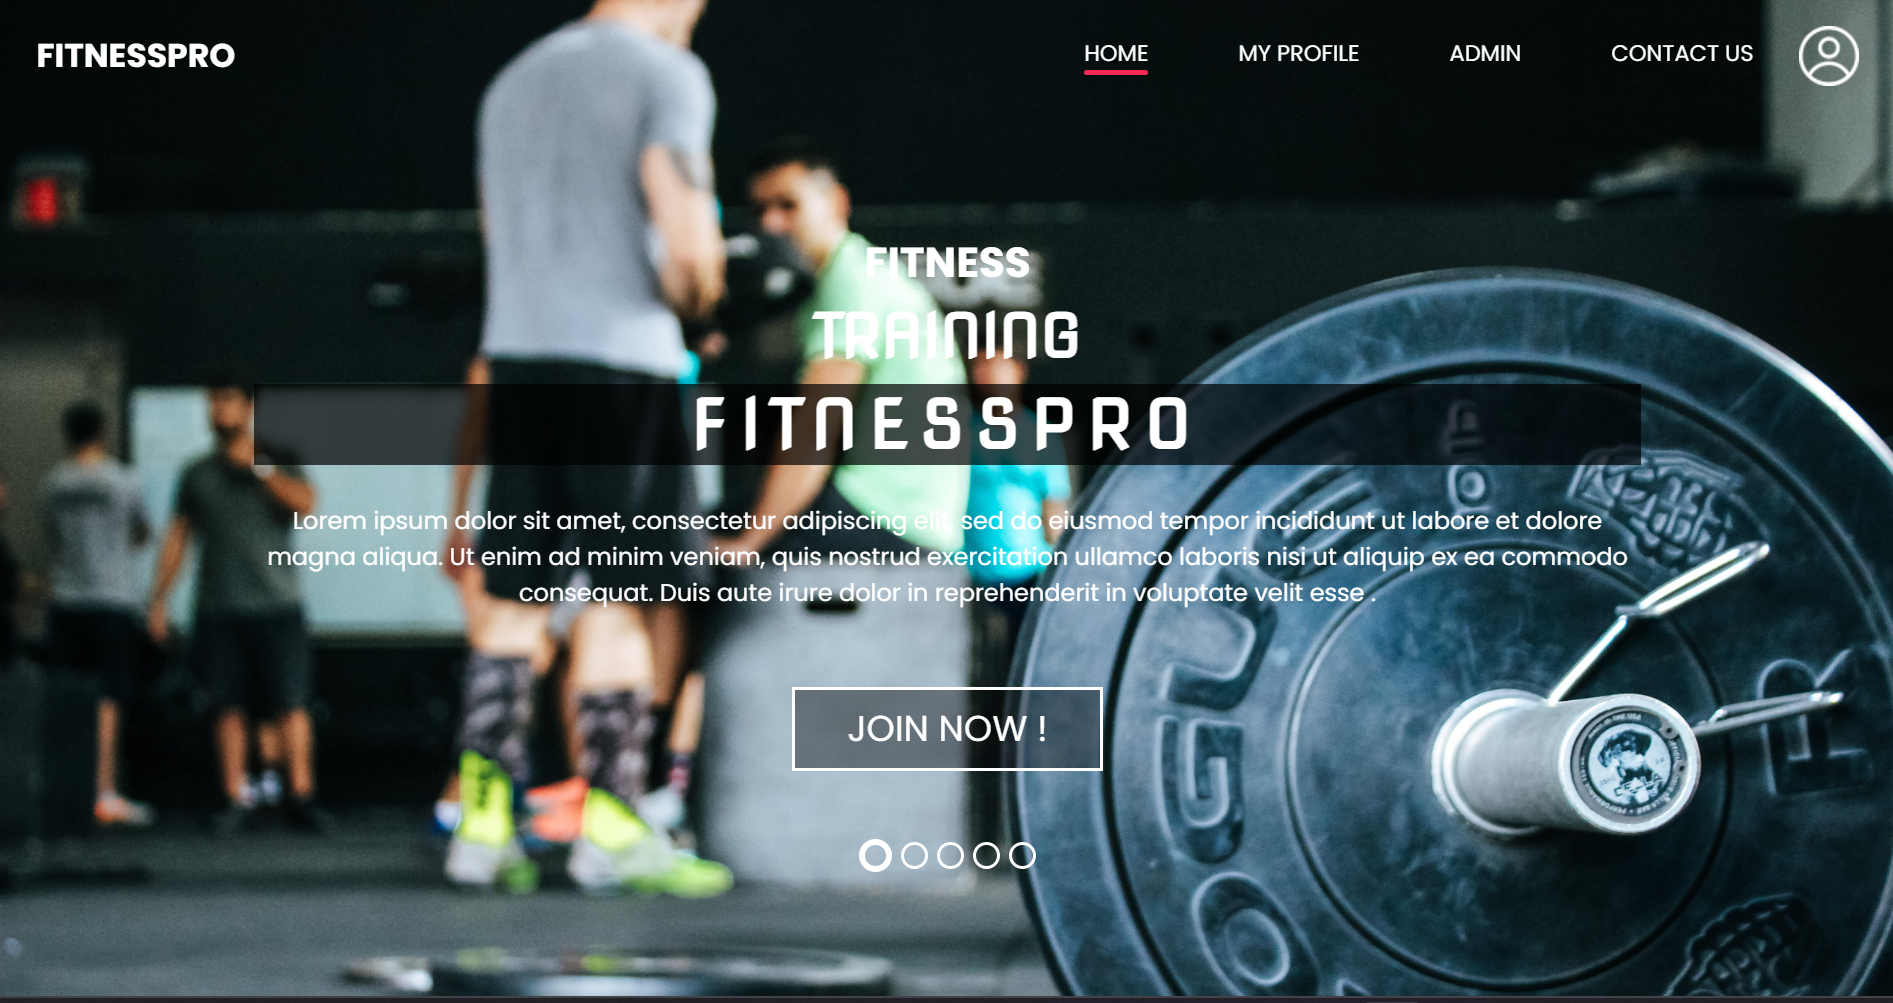 FITNESSPRO
HOME
MY PROFILE
ADMIN
CONTACT US
FITNESS
TRAINING
FITNESSPRO
Lorem ipsum dolor sit amet, consectetur adipiscing elit, sed do eiusmod tempor incididunt ut labore et dolore
magna aliqua. Ut enim ad minim veniam, quis nostrud exercitation ullamco laboris nisi ut aliquip ex ea commodo
consequat. Duis aute irure dolor in reprehenderit in voluptate velit esse .
JOIN NOW !